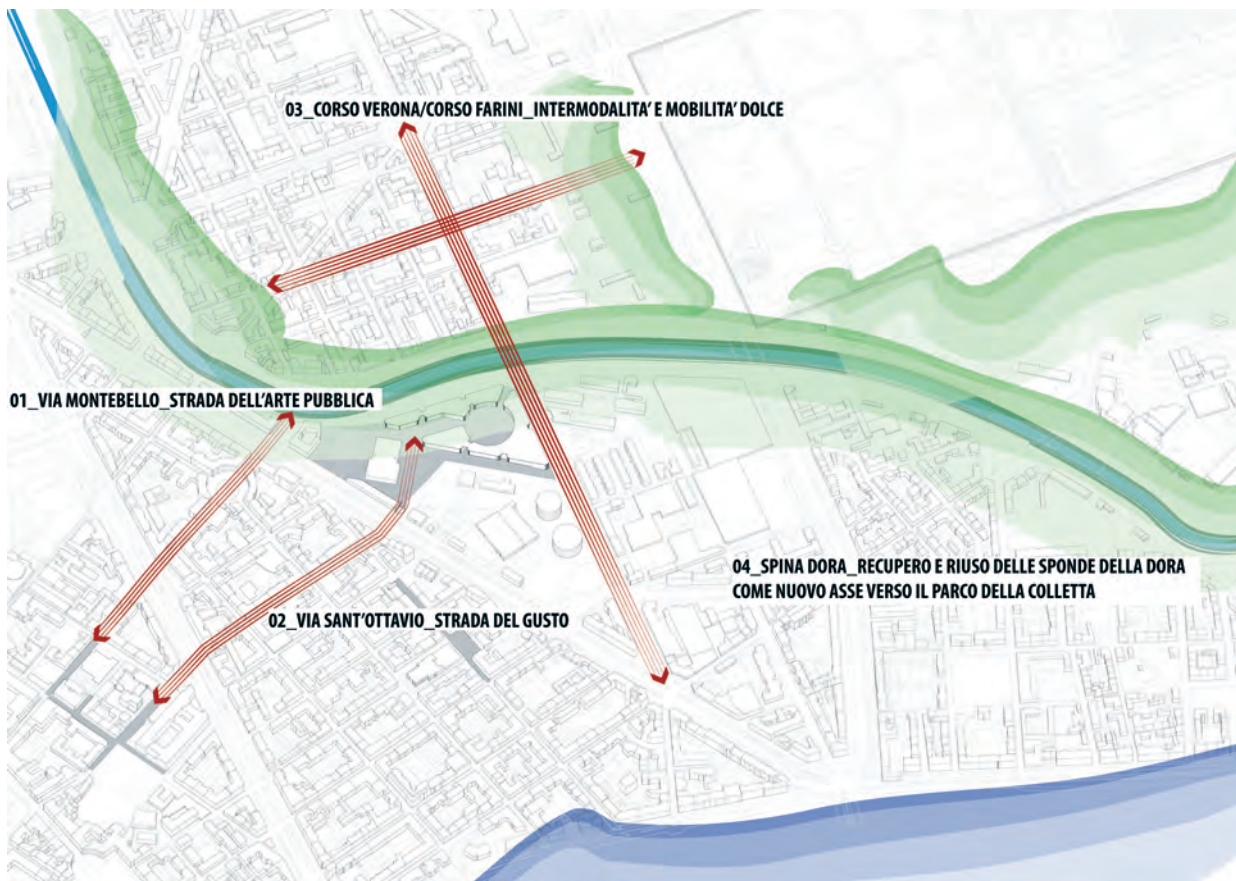 03_CORSO VERONA/CORSO FARINI_INTERMODALITA' E MOBILITA' DOLCE
01_VIA MONTEBELLO_STRADA DELL'ARTE PUBBLICA
04_SPINA DORA_RECUPERO E RIUSO DELLE SPONDE DELLA DORA
COME NUOVO ASSE VERSO IL PARCO DELLA COLLETTA
02_VIA SANT'OTTAVIO_STRADA DEL GUSTO